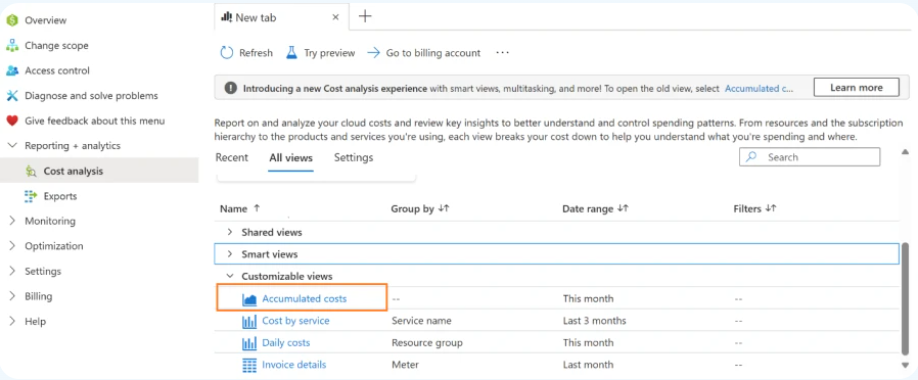 Overview
Change scope
Access control
Diagnose and solve problems
Give feedback about this menu
Reporting + analytics
Cost analysis
Exports
Monitoring
Optimization
Settings
Billing
Help
New tab
Refresh Try preview Go to billing account ...
Introducing a new Cost analysis experience with smart views, multitasking, and more! To open the old view, select Accumulated c... Learn more
Report on and analyze your cloud costs and review key insights to better understand and control spending patterns. From resources and the subscription
hierarchy to the products and services you're using, each view breaks your cost down to help you understand what you're spending and where.
Recent All views Settings Search
Name ↑ Group by ↓↑ Date range ↓↑ Filters ↓↑
Shared views
Smart views
Customizable views
Accumulated costs -- This month --
Cost by service Service name Last 3 months --
Daily costs Resource group This month --
Invoice details Meter Last month --